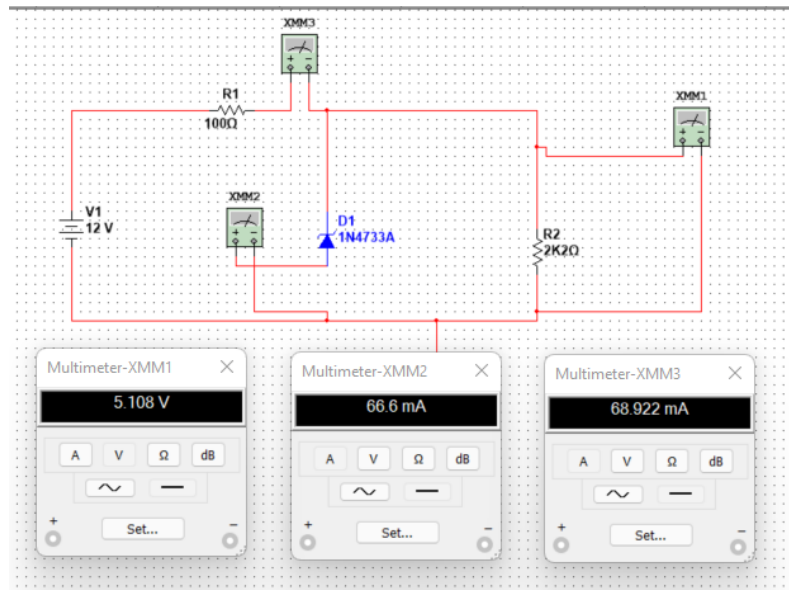 XMM3
R1
100Ω
XMM1
+ -
+ -
XMM2
+ -
V1
12 V
D1
1N4733A
R2
2K2Ω
Multimeter-XMM1
5.108 V
A V Ω dB
+ -
Set...
Multimeter-XMM2
66.6 mA
A V Ω dB
+ -
Set...
Multimeter-XMM3
68.922 mA
A V Ω dB
+ -
Set...